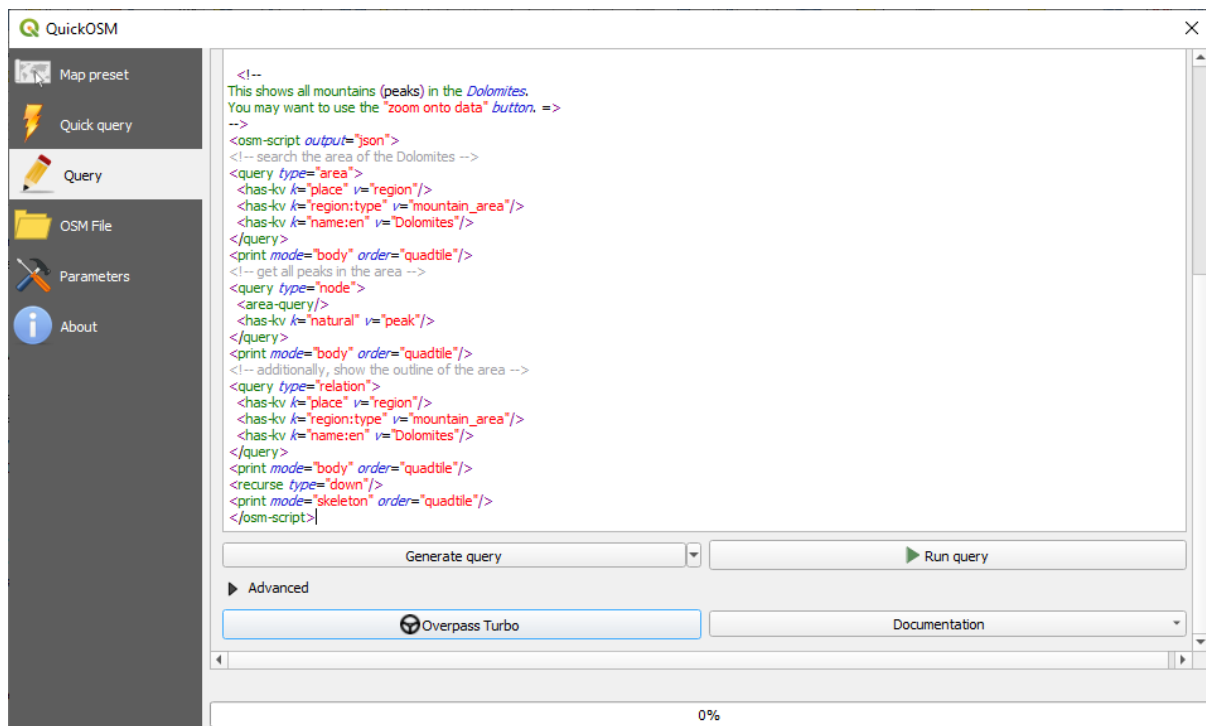 QuickOSM
Map preset
Quick query
Query
OSM File
Parameters
About
<!--
This shows all mountains (peaks) in the Dolomites.
You may want to use the "zoom onto data" button. =>
-->
<osm-script output="json">
<!-- search the area of the Dolomites -->
<query type="area">
<has-kv k="place" v="region"/>
<has-kv k="region:type" v="mountain_area"/>
<has-kv k="name:en" v="Dolomites"/>
</query>
<print mode="body" order="quadtile"/>
<!-- get all peaks in the area -->
<query type="node">
<area-query/>
<has-kv k="natural" v="peak"/>
</query>
<print mode="body" order="quadtile"/>
<!-- additionally, show the outline of the area -->
<query type="relation">
<has-kv k="place" v="region"/>
<has-kv k="region:type" v="mountain_area"/>
<has-kv k="name:en" v="Dolomites"/>
</query>
<print mode="body" order="quadtile"/>
<recurse type="down"/>
<print mode="skeleton" order="quadtile"/>
</osm-script>
Generate query
Run query
Advanced
Overpass Turbo
Documentation
0%